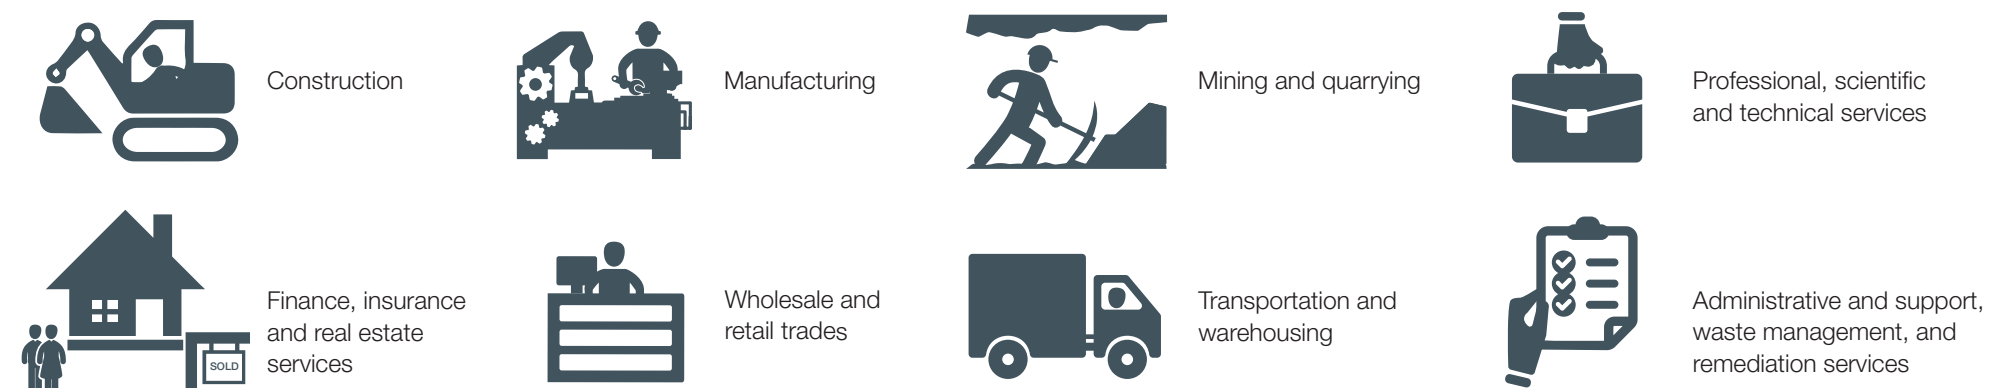 Construction
Manufacturing
Mining and quarrying
Professional, scientific
and technical services
Finance, insurance
and real estate
services
SOLD
Wholesale and
retail trades
Transportation and
warehousing
Administrative and support,
waste management, and
remediation services